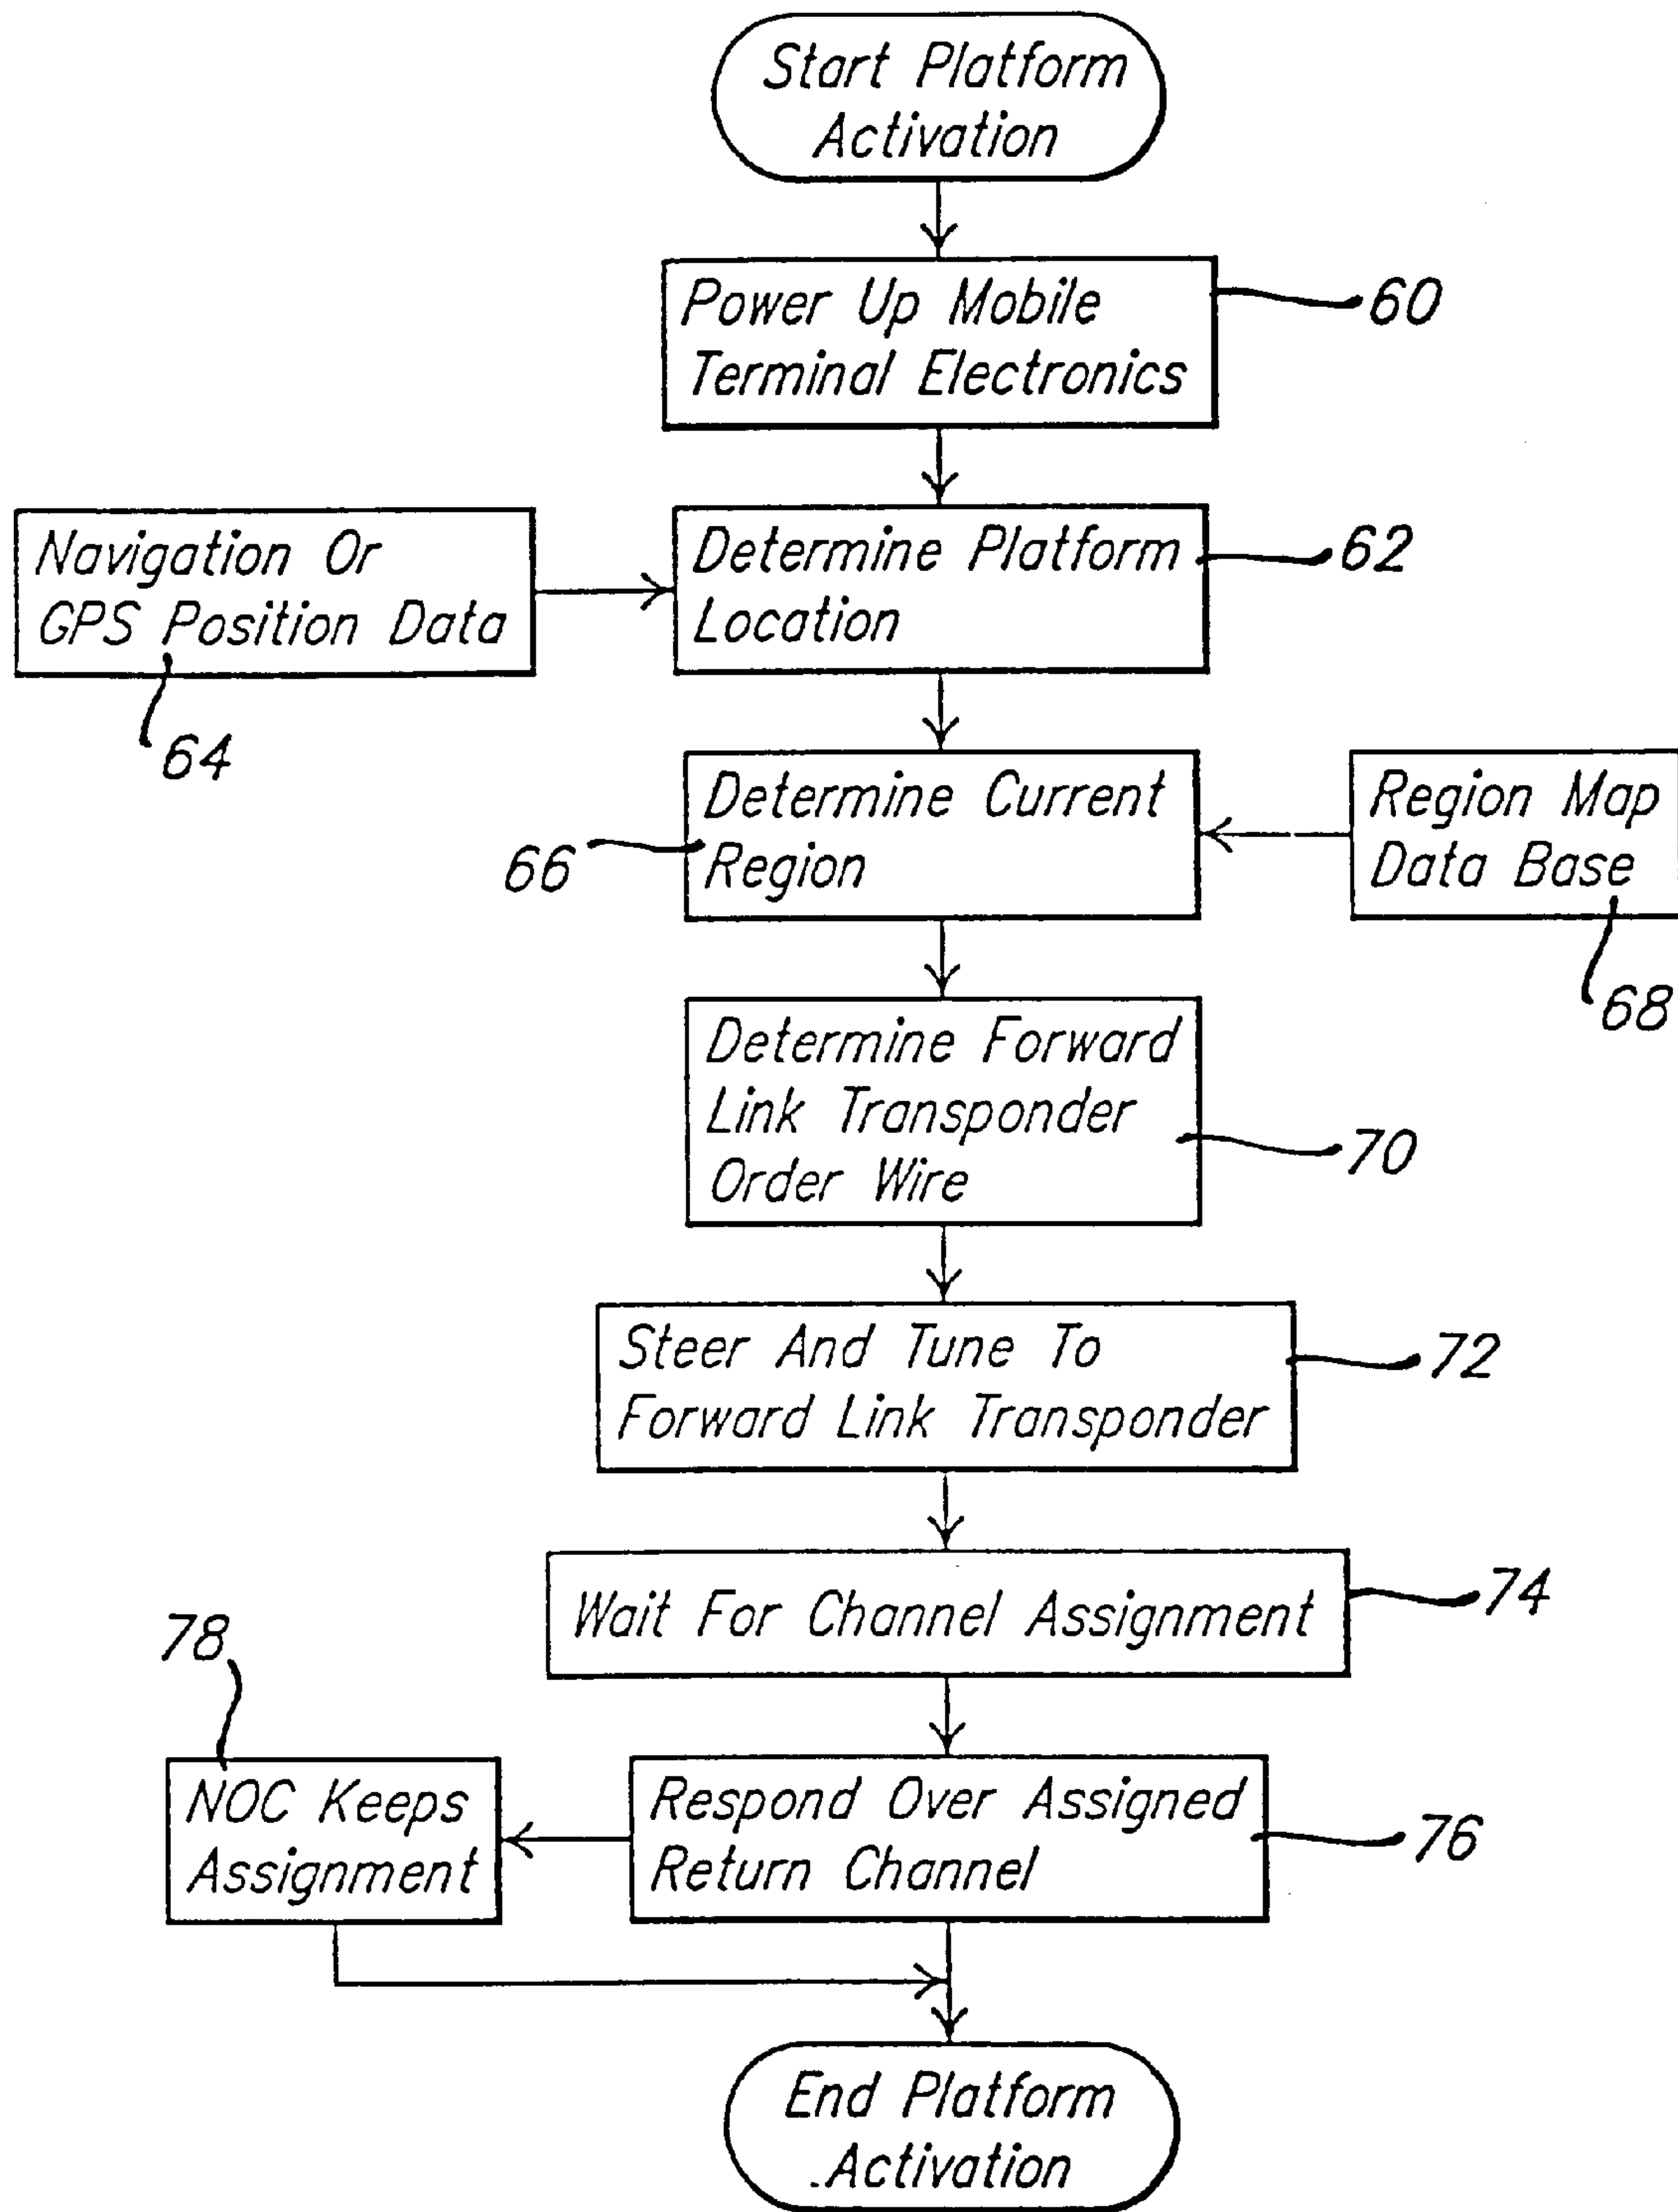 Start Platform
Activation
Power Up Mobile
Terminal Electronics
60
Navigation Or
GPS Position Data
64
Determine Platform
Location
62
Determine Current
Region
66
Region Map
Data Base
68
Determine Forward
Link Transponder
Order Wire
70
Steer And Tune To
Forward Link Transponder
72
Wait For Channel Assignment
74
78
NOC Keeps
Assignment
Respond Over Assigned
Return Channel
76
End Platform
Activation